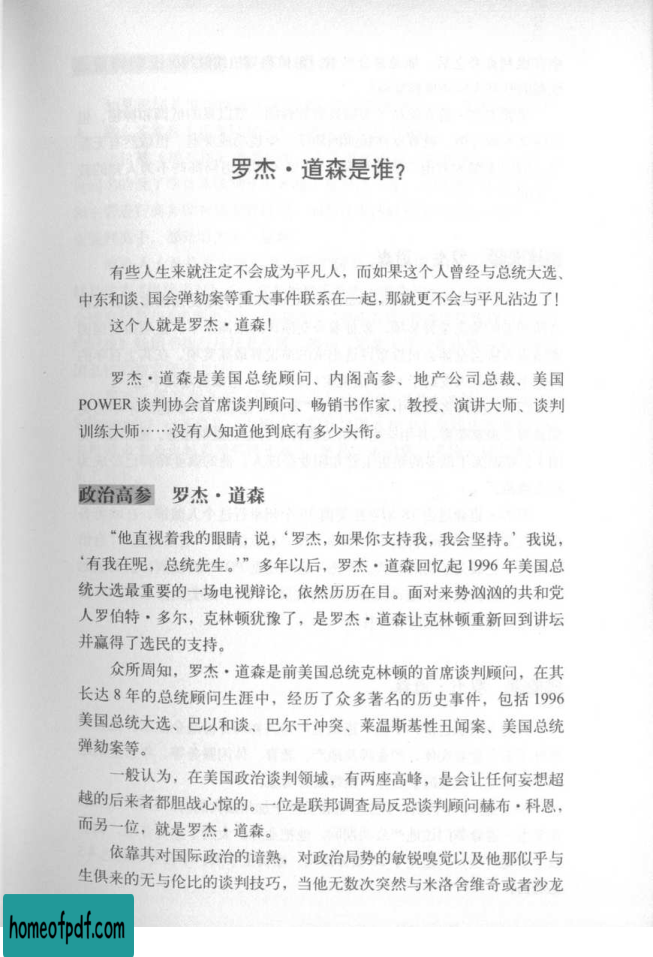 罗杰·道森是谁？
有些人生来就注定不会成为平凡人，而如果这个人曾经与总统大选、
中东和谈、国会弹劾案等重大事件联系在一起，那就更不会与平凡沾边了！
这个人就是罗杰·道森！
罗杰·道森是美国总统顾问、内阁高参、地产公司总裁、美国
POWER 谈判协会首席谈判顾问、畅销书作家、教授、演讲大师、谈判
训练大师……没有人知道他到底有多少头衔。
政治高参 罗杰·道森
“他直视着我的眼睛，说，‘罗杰，如果你支持我，我会坚持。’我说，
‘有我在呢，总统先生。’”多年以后，罗杰·道森回忆起 1996 年美国总
统大选最重要的一场电视辩论，依然历历在目。面对来势汹汹的共和党
人罗伯特·多尔，克林顿犹豫了，是罗杰·道森让克林顿重新回到讲坛
并赢得了选民的支持。
众所周知，罗杰·道森是前美国总统克林顿的首席谈判顾问，在其
长达 8 年的总统顾问生涯中，经历了众多著名的历史事件，包括 1996
美国总统大选、巴以和谈、巴尔干冲突、莱温斯基性丑闻案、美国总统
弹劾案等。
一般认为，在美国政治谈判领域，有两座高峰，是会让任何妄想超
越的后来者都胆战心惊的。一位是联邦调查局反恐谈判顾问赫布·科恩，
而另一位，就是罗杰·道森。
依靠其对国际政治的谙熟，对政治局势的敏锐嗅觉以及他那似乎与
生俱来的无与伦比的谈判技巧，当他无数次突然与米洛舍维奇或者沙龙
homeofpdf.com